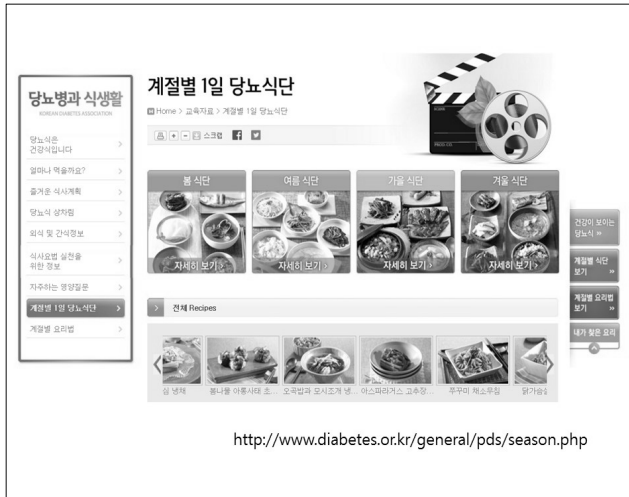 당뇨병과 식생활
KOREAN DIABETES ASSOCIATION
당뇨식은
건강식입니다
얼마나 먹을까요?
즐거운 식사계획
당뇨식 상차림
외식 및 간식정보
식사요법 실천을
위한 정보
자주하는 영양질문
계절별 1일 당뇨식단
계절별 요리법
계절별 1일 당뇨식단
Home > 교육자료 > 계절별 1일 당뇨식단
스크랩
봄 식단
자세히 보기 >
여름 식단
자세히 보기 >
가을 식단
자세히 보기 >
겨울 식단
자세히 보기 >
전체 Recipes
심 냉채
봄나물 아롱사태 초...
오곡밥과 모시조개 냉...
아스파라거스 고추장...
쭈꾸미 채소무침
닭가슴살
건강이 보이는
당뇨식 »
계절별 식단
보기 »
계절별 요리법
보기 »
내가 찾은 요리
http://www.diabetes.or.kr/general/pds/season.php